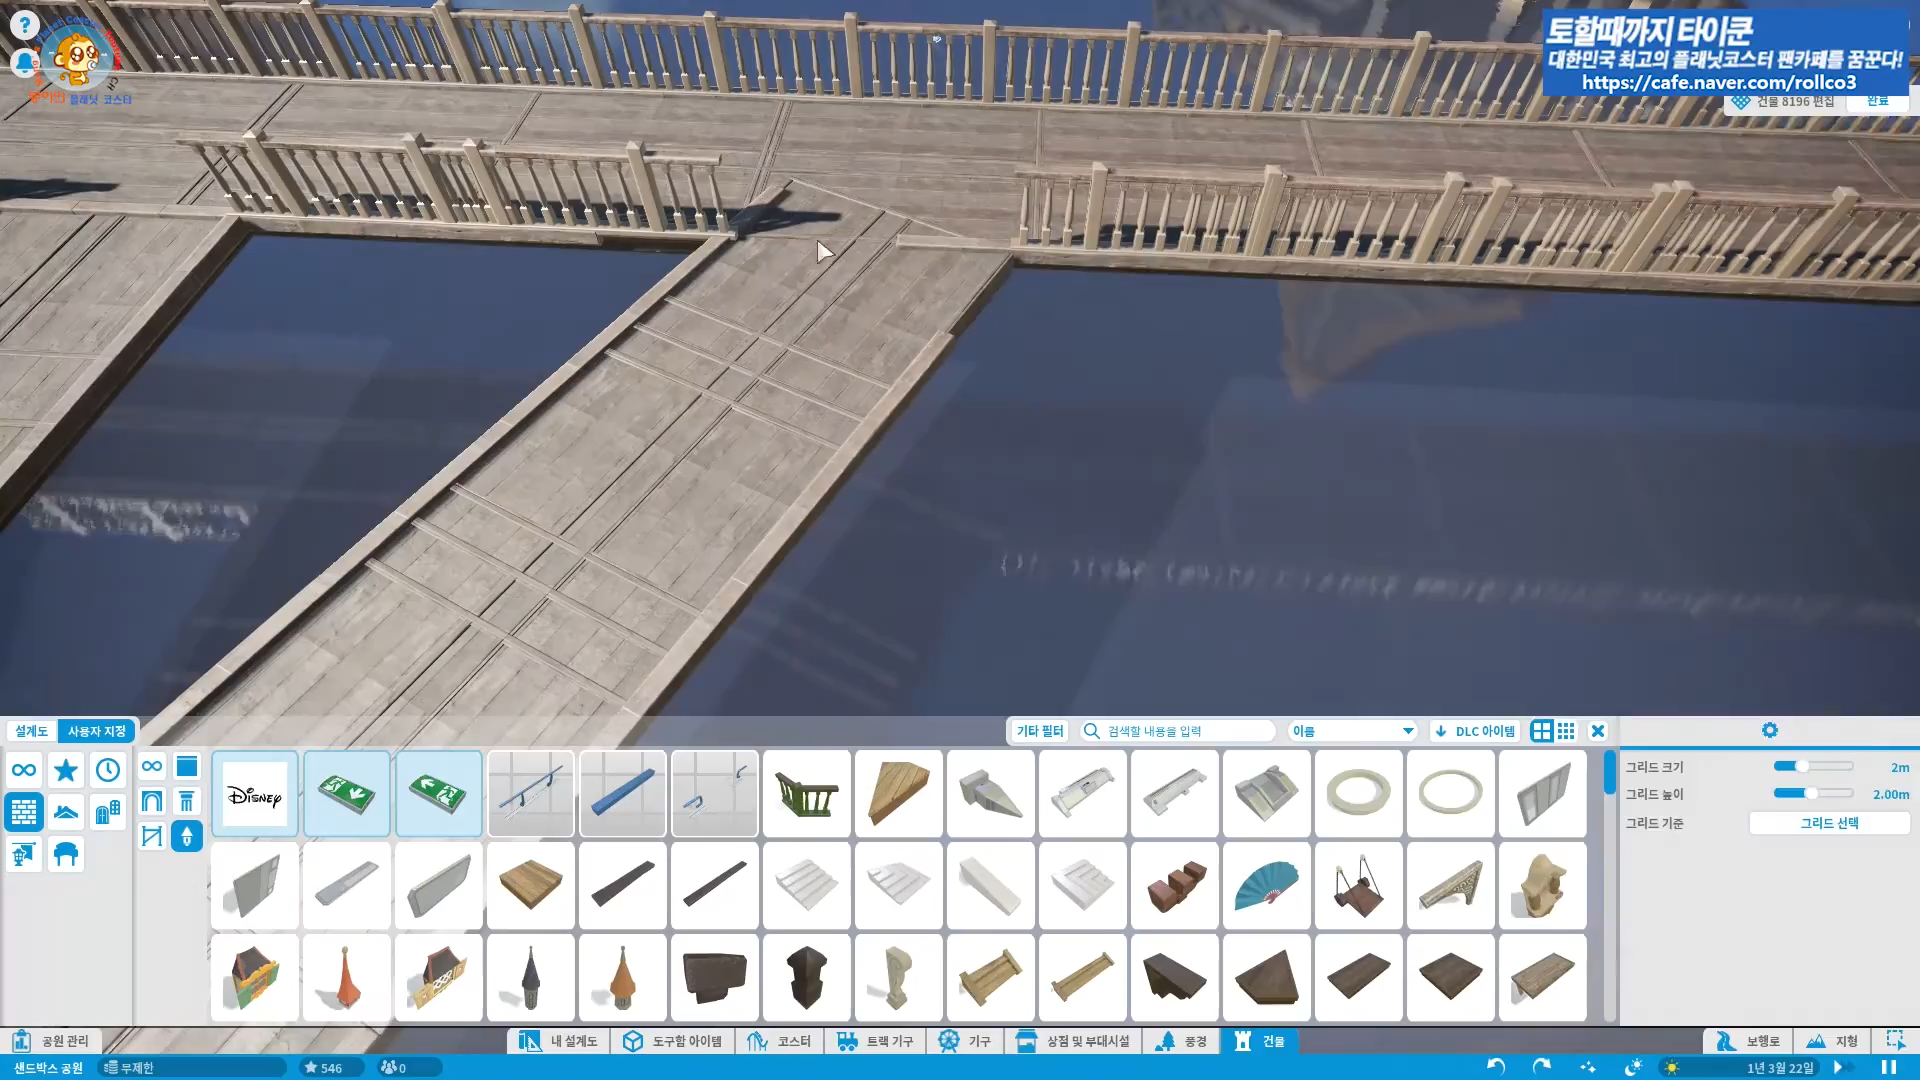 토할때까지 타이쿤
대한민국 최고의 플래닛코스터 팬카페를 꿈꾼다!
https://cafe.naver.com/rollco3
플래닛 코스터
건물 8196 편집
완료
설계도
사용자 지정
기타 필터
검색할 내용을 입력
이름
DLC 아이템
그리드 크기
2m
그리드 높이
2.00m
그리드 기준
그리드 선택
DISNEY
공원 관리
내 설계도
도구함 아이템
코스터
트랙 기구
기구
상점 및 부대시설
풍경
건물
보행로
지형
샌드박스 공원
무제한
546
0
1년 3월 22일